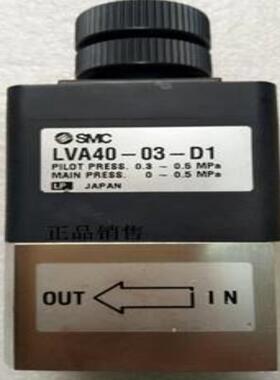 SMC
LVA40-03-D1
PILOT PRESS. 0.3 - 0.5 MPa
MAIN PRESS. 0 - 0.5 MPa
LP JAPAN
正品销售
OUT IN